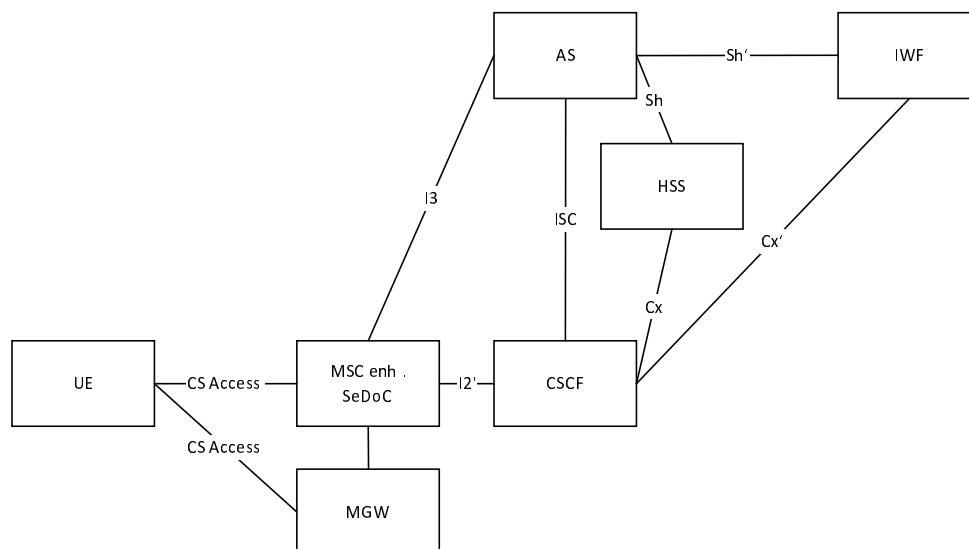 AS
Sh‘
IWF
Sh
HSS
I3
ISC
Cx‘
Cx
UE
CS Access
MSC enh .
SeDoC
I2'
CSCF
CS Access
MGW